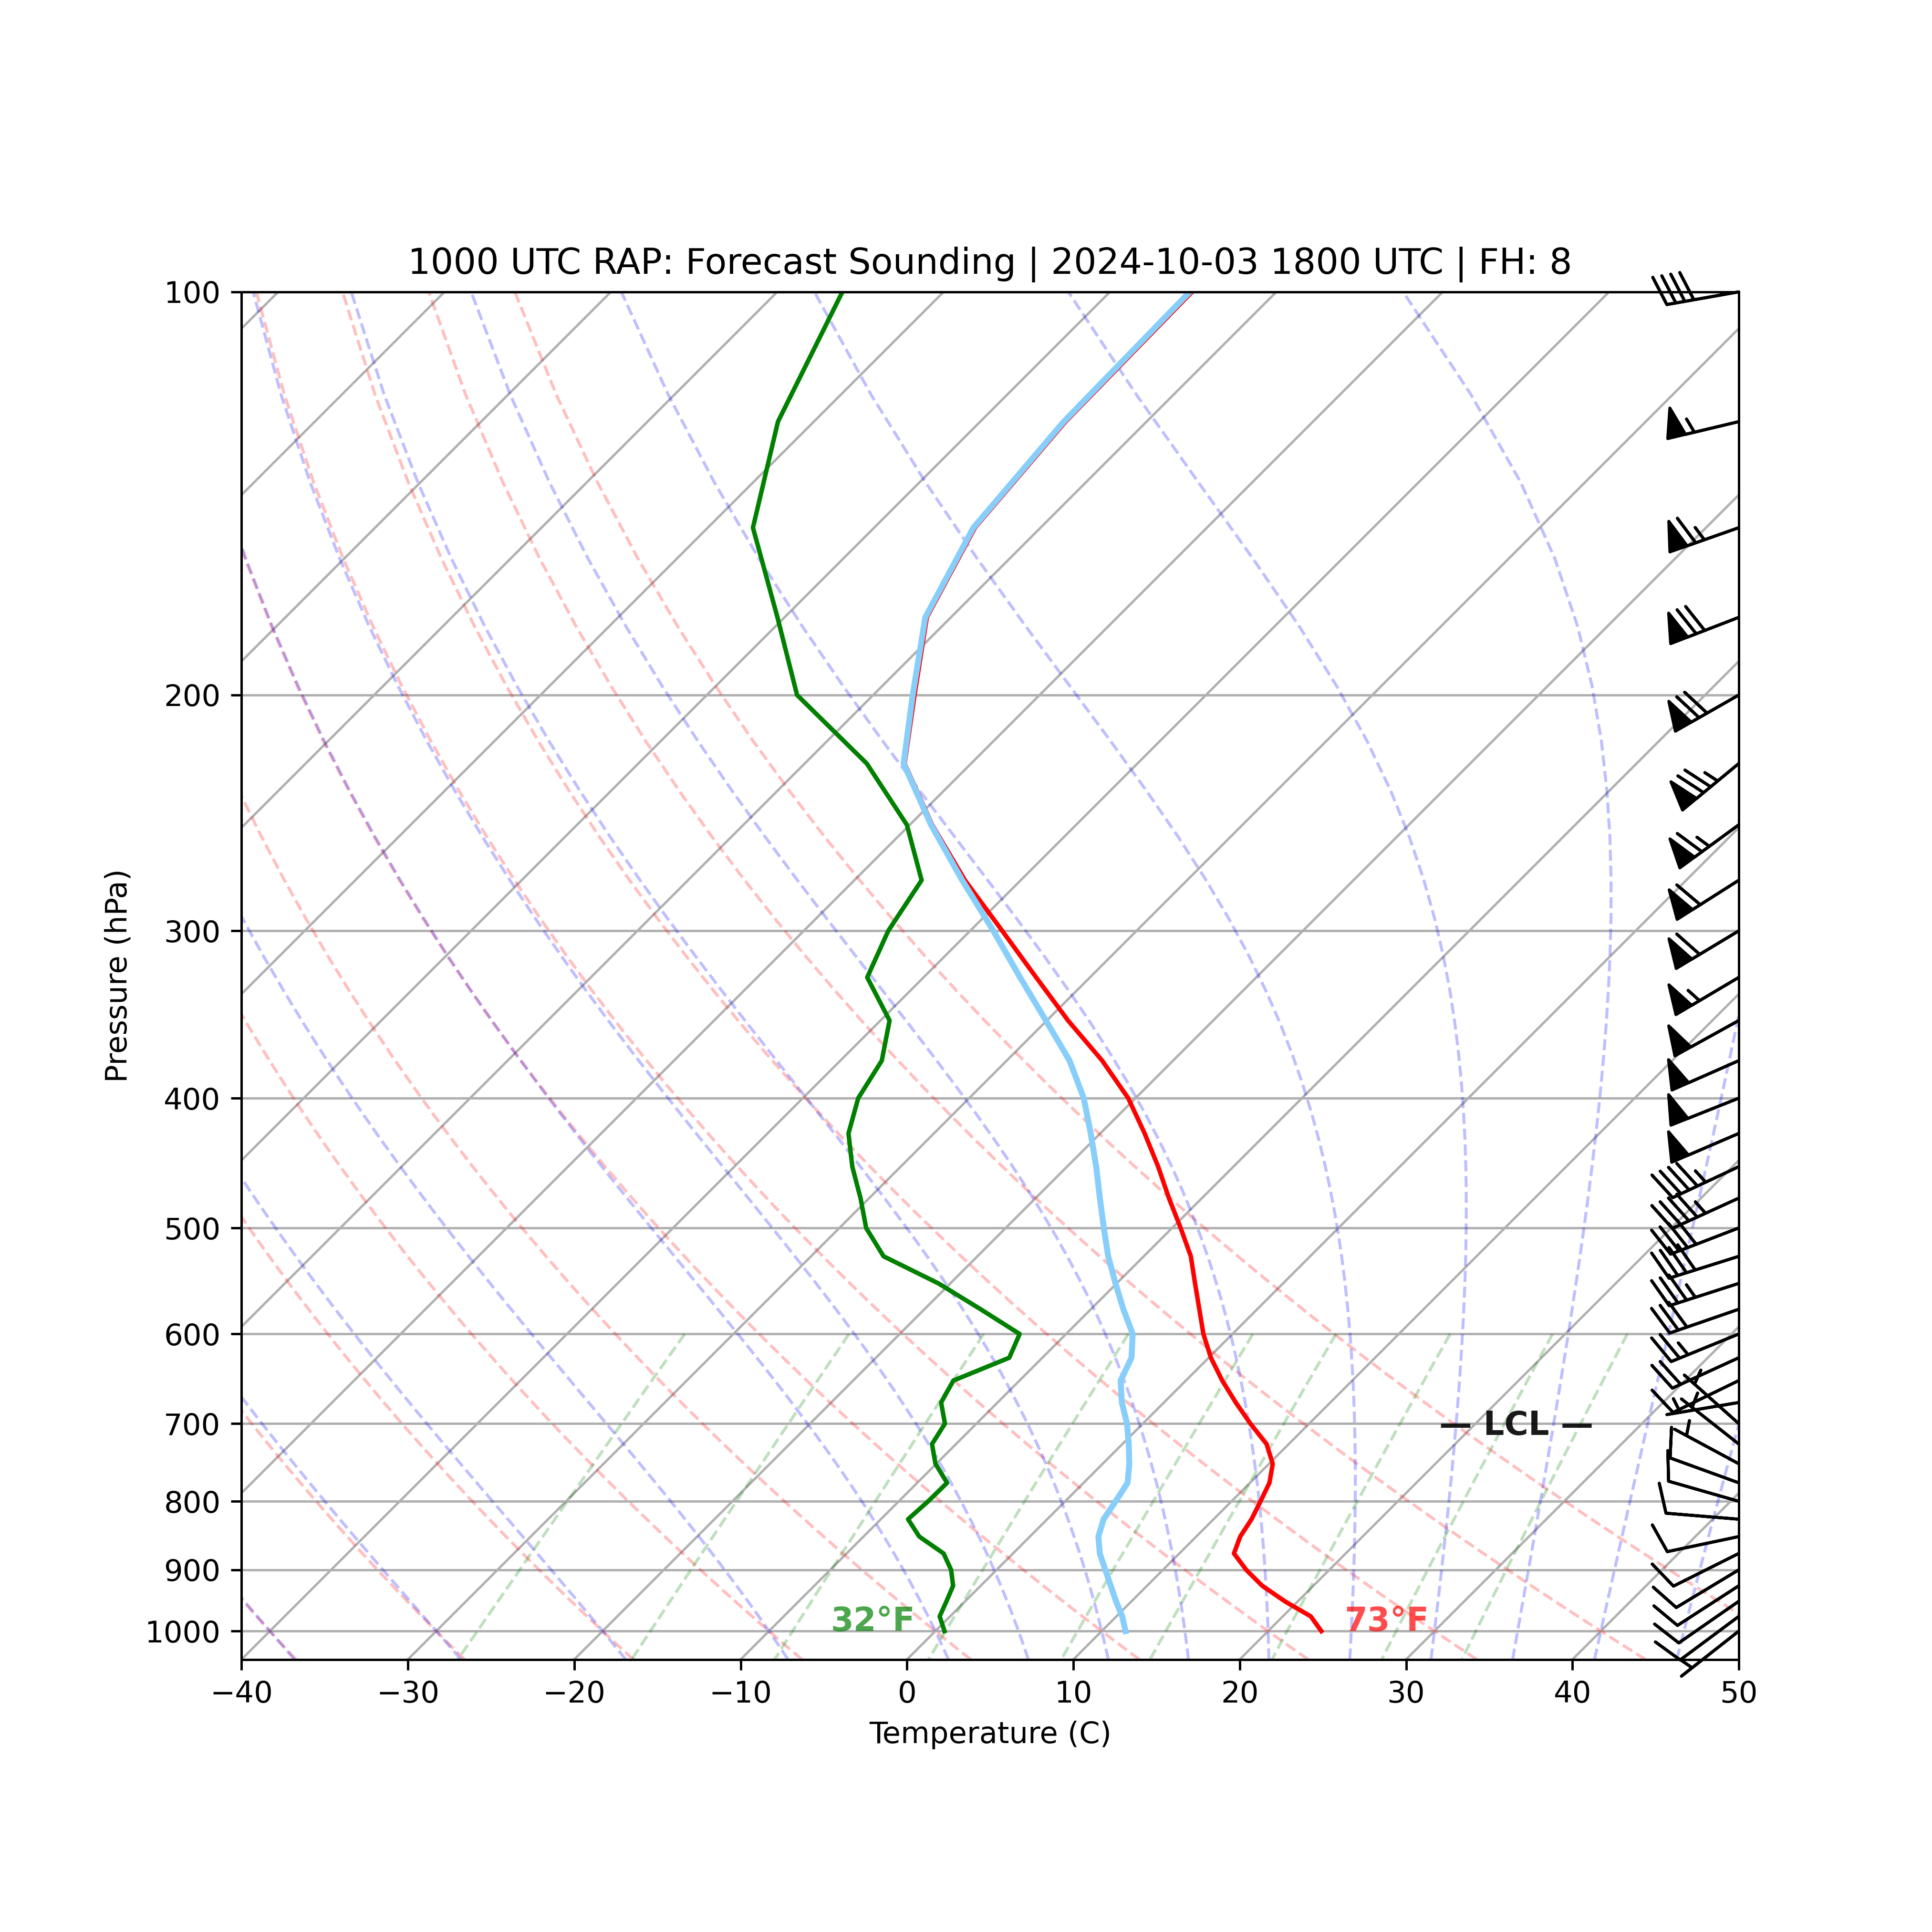 1000 UTC RAP: Forecast Sounding | 2024-10-03 1800 UTC | FH: 8
100
200
300
400
500
600
700
800
900
1000
Pressure (hPa)
— LCL —
32°F
73°F
−40 −30 −20 −10 0 10 20 30 40 50
Temperature (C)